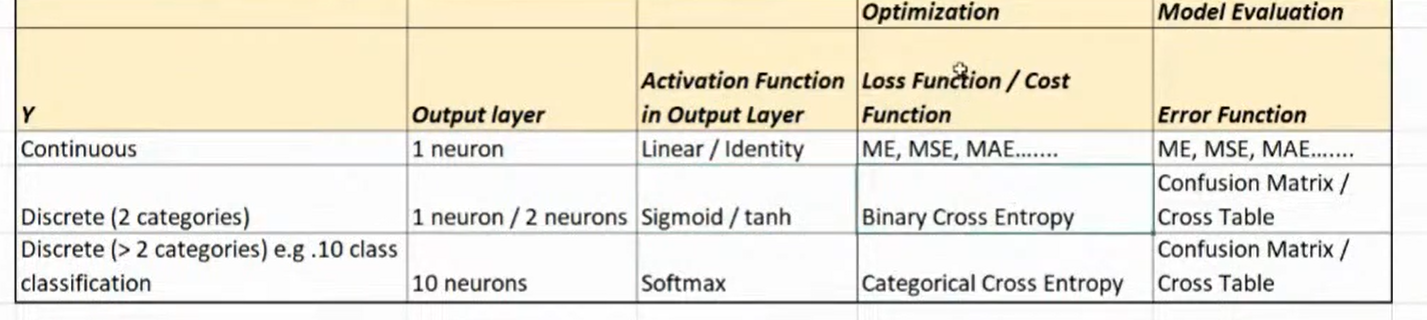 Optimization Model Evaluation
Y Output layer Activation Function in Output Layer Loss Function / Cost Function Error Function
Continuous 1 neuron Linear / Identity ME, MSE, MAE....... ME, MSE, MAE.......
Discrete (2 categories) 1 neuron / 2 neurons Sigmoid / tanh Binary Cross Entropy Confusion Matrix / Cross Table
Discrete (> 2 categories) e.g .10 class classification 10 neurons Softmax Categorical Cross Entropy Confusion Matrix / Cross Table